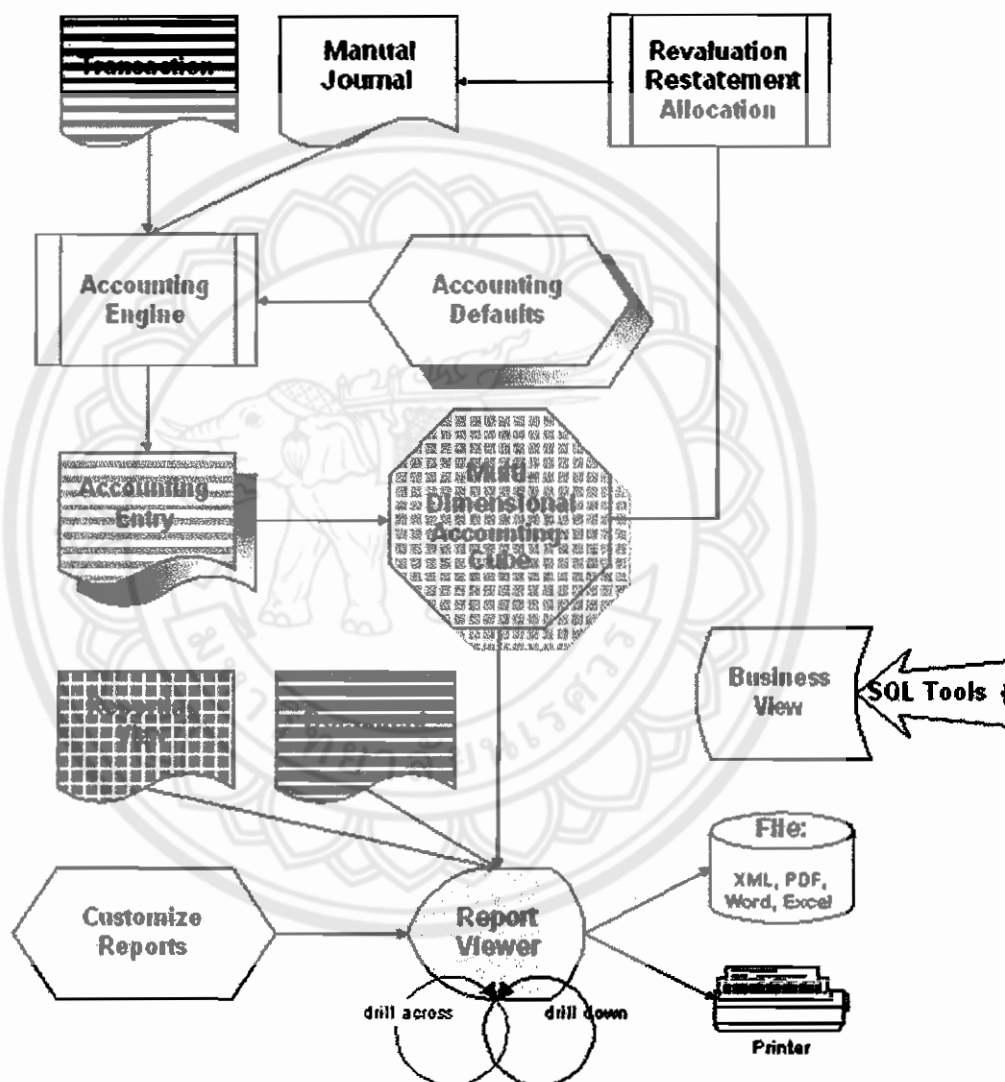 Transaction
Manual
Journal
Revaluation
Restatement
Allocation
Accounting
Engine
Accounting
Defaults
Accounting
Entry
Multi
Dimensional
Accounting
Cube
View
Business
View
SQL Tools
File:
XML, PDF,
Word, Excel
Customize
Reports
Report
Viewer
drill across
drill down
Printer